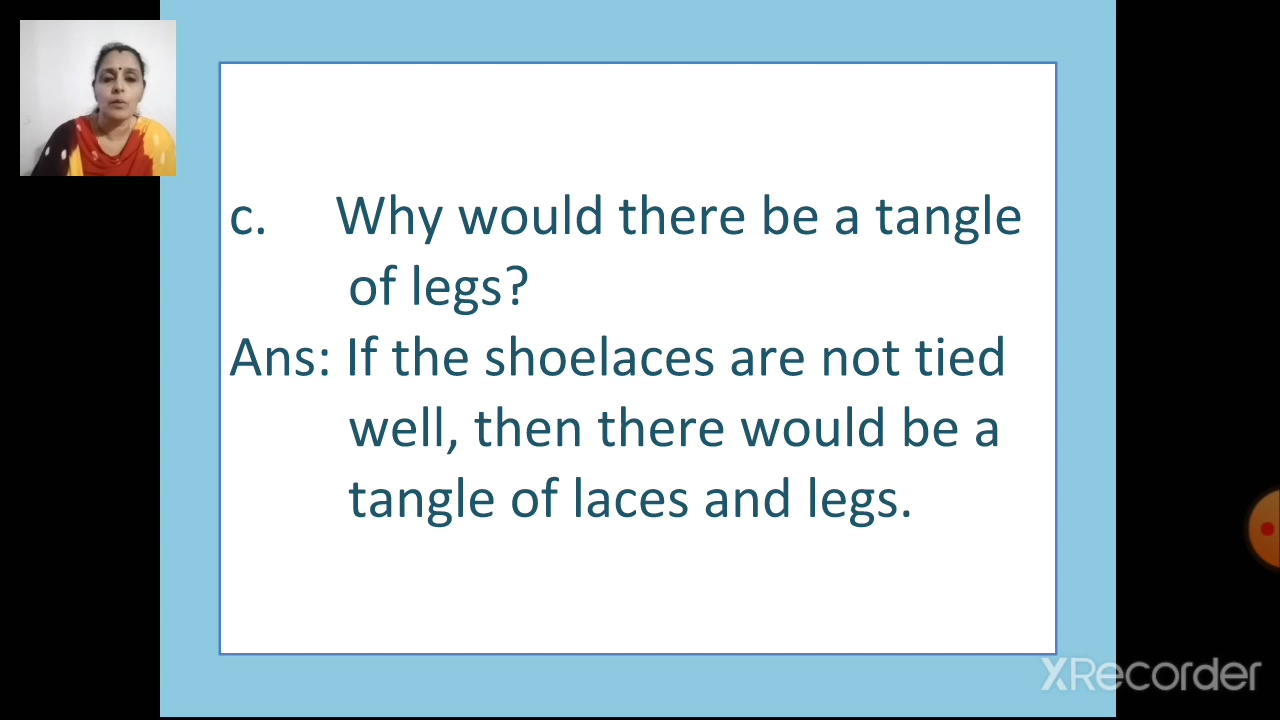 c. Why would there be a tangle
of legs?
Ans: If the shoelaces are not tied
well, then there would be a
tangle of laces and legs.
XRecorder